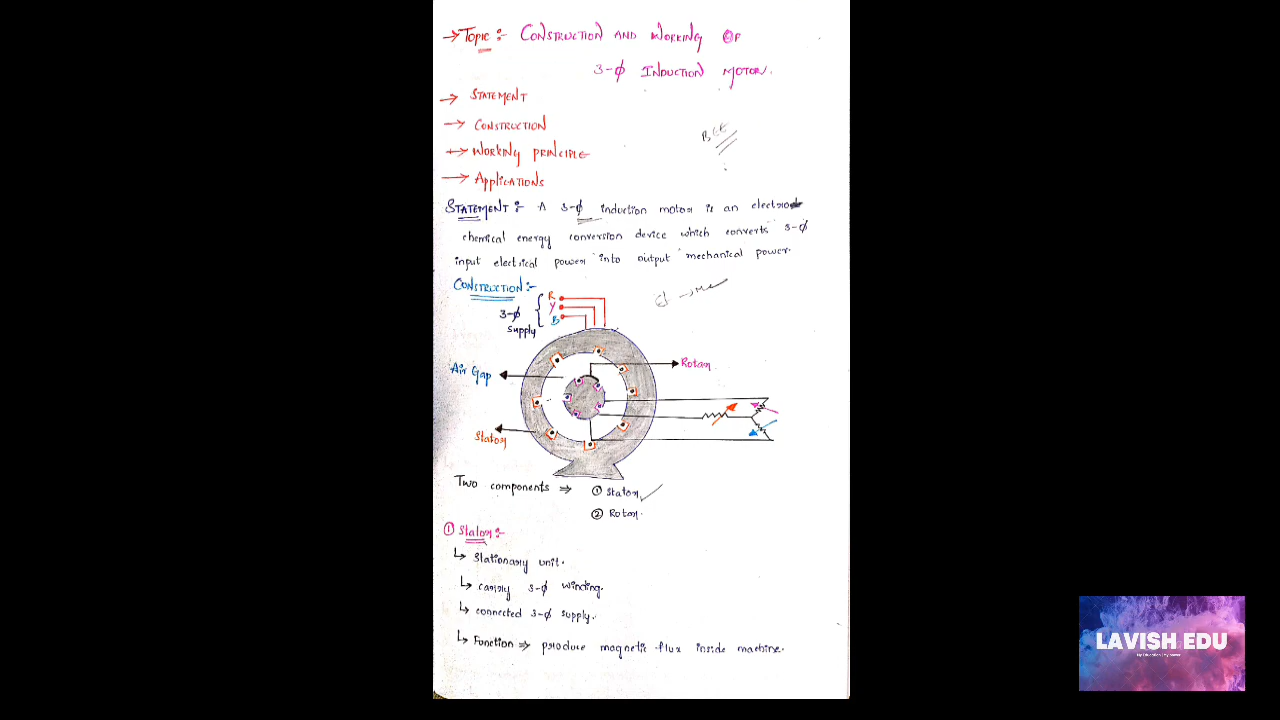 → Topic :- CONSTRUCTION AND WORKING OF
3-ϕ INDUCTION MOTOR.
→ STATEMENT
→ CONSTRUCTION
→ WORKING PRINCIPLE
→ APPLICATIONS
BEE
STATEMENT :- A 3-ϕ induction motor is an electro
chemical energy conversion device which converts 3-ϕ
input electrical power into output mechanical power.
CONSTRUCTION :-
R
Y
B
3-ϕ
supply
Rotor
Air Gap
Stator
Two components ⇒ ① Stator
② Rotor.
① Stator :-
↳ Stationary unit.
↳ carry 3-ϕ winding.
↳ connected 3-ϕ supply.
↳ Function ⇒ produce magnetic flux inside machine.
LAVISH EDU